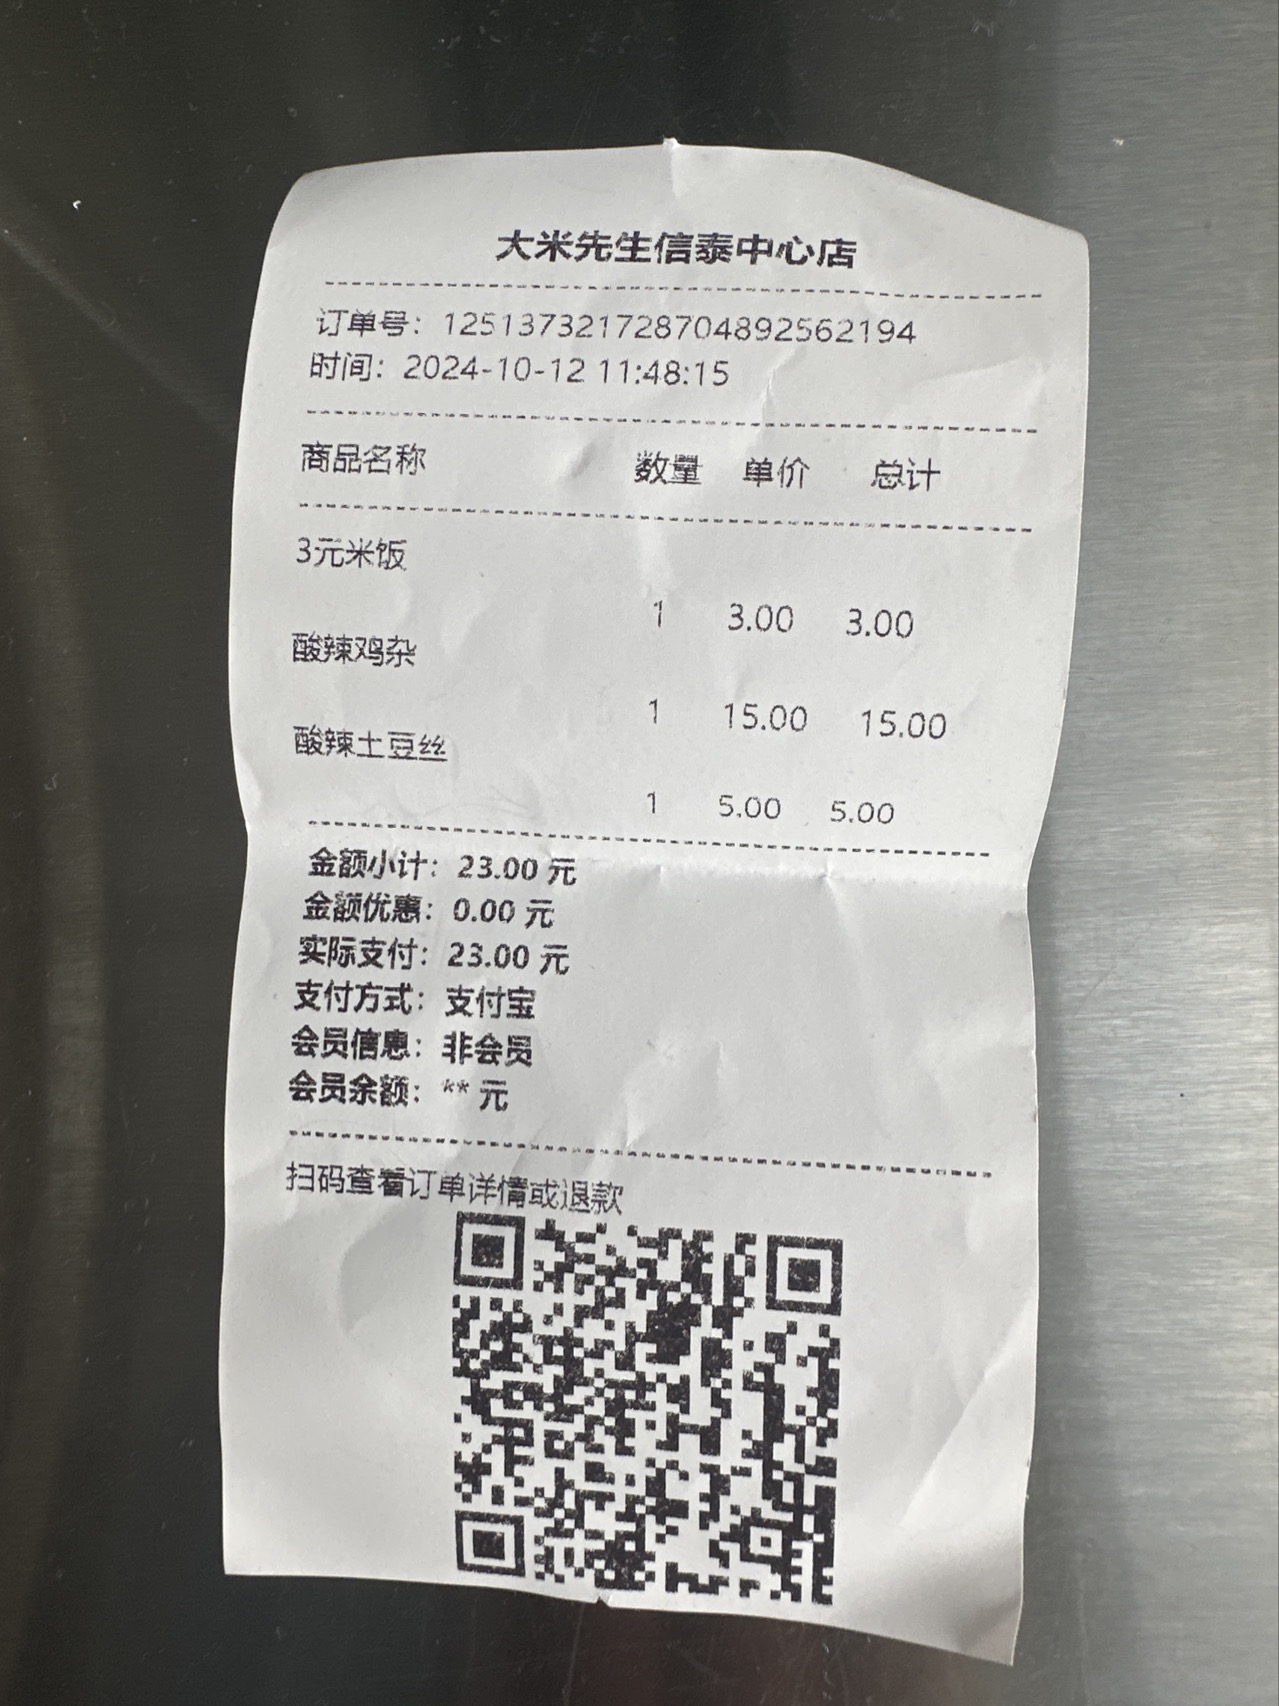 大米先生信泰中心店
订单号：1251373217287048925​62194
时间：2024-10-12 11:48:15
商品名称 数量 单价 总计
3元米饭
1 3.00 3.00
酸辣鸡杂
1 15.00 15.00
酸辣土豆丝
1 5.00 5.00
金额小计：23.00 元
金额优惠：0.00 元
实际支付：23.00 元
支付方式：支付宝
会员信息：非会员
会员余额：** 元
扫码查看订单详情或退款